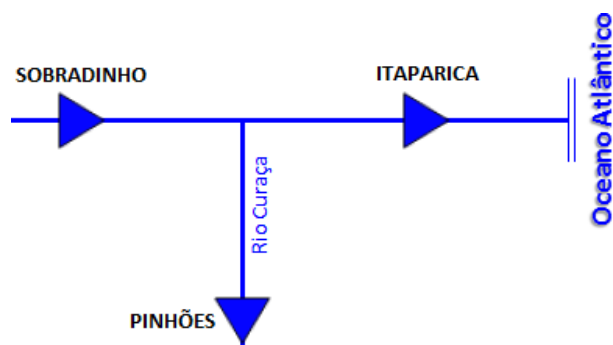 SOBRADINHO
ITAPARICA
Oceano Atlântico
Rio Curaça
PINHÕES